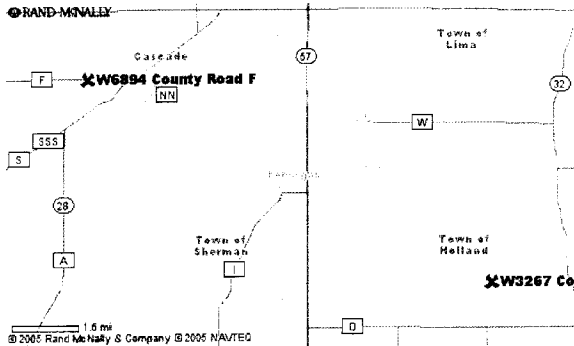 RAND MCNALLY
Cascade
57
Town of
Lima
F
W6894 County Road F
NN
32
W
SSS
S
28
Town of
Sherman
Town of
Holland
A
I
W3267 Co
1.6 mi
D
© 2005 Rand McNally & Company © 2005 NAVTEQ